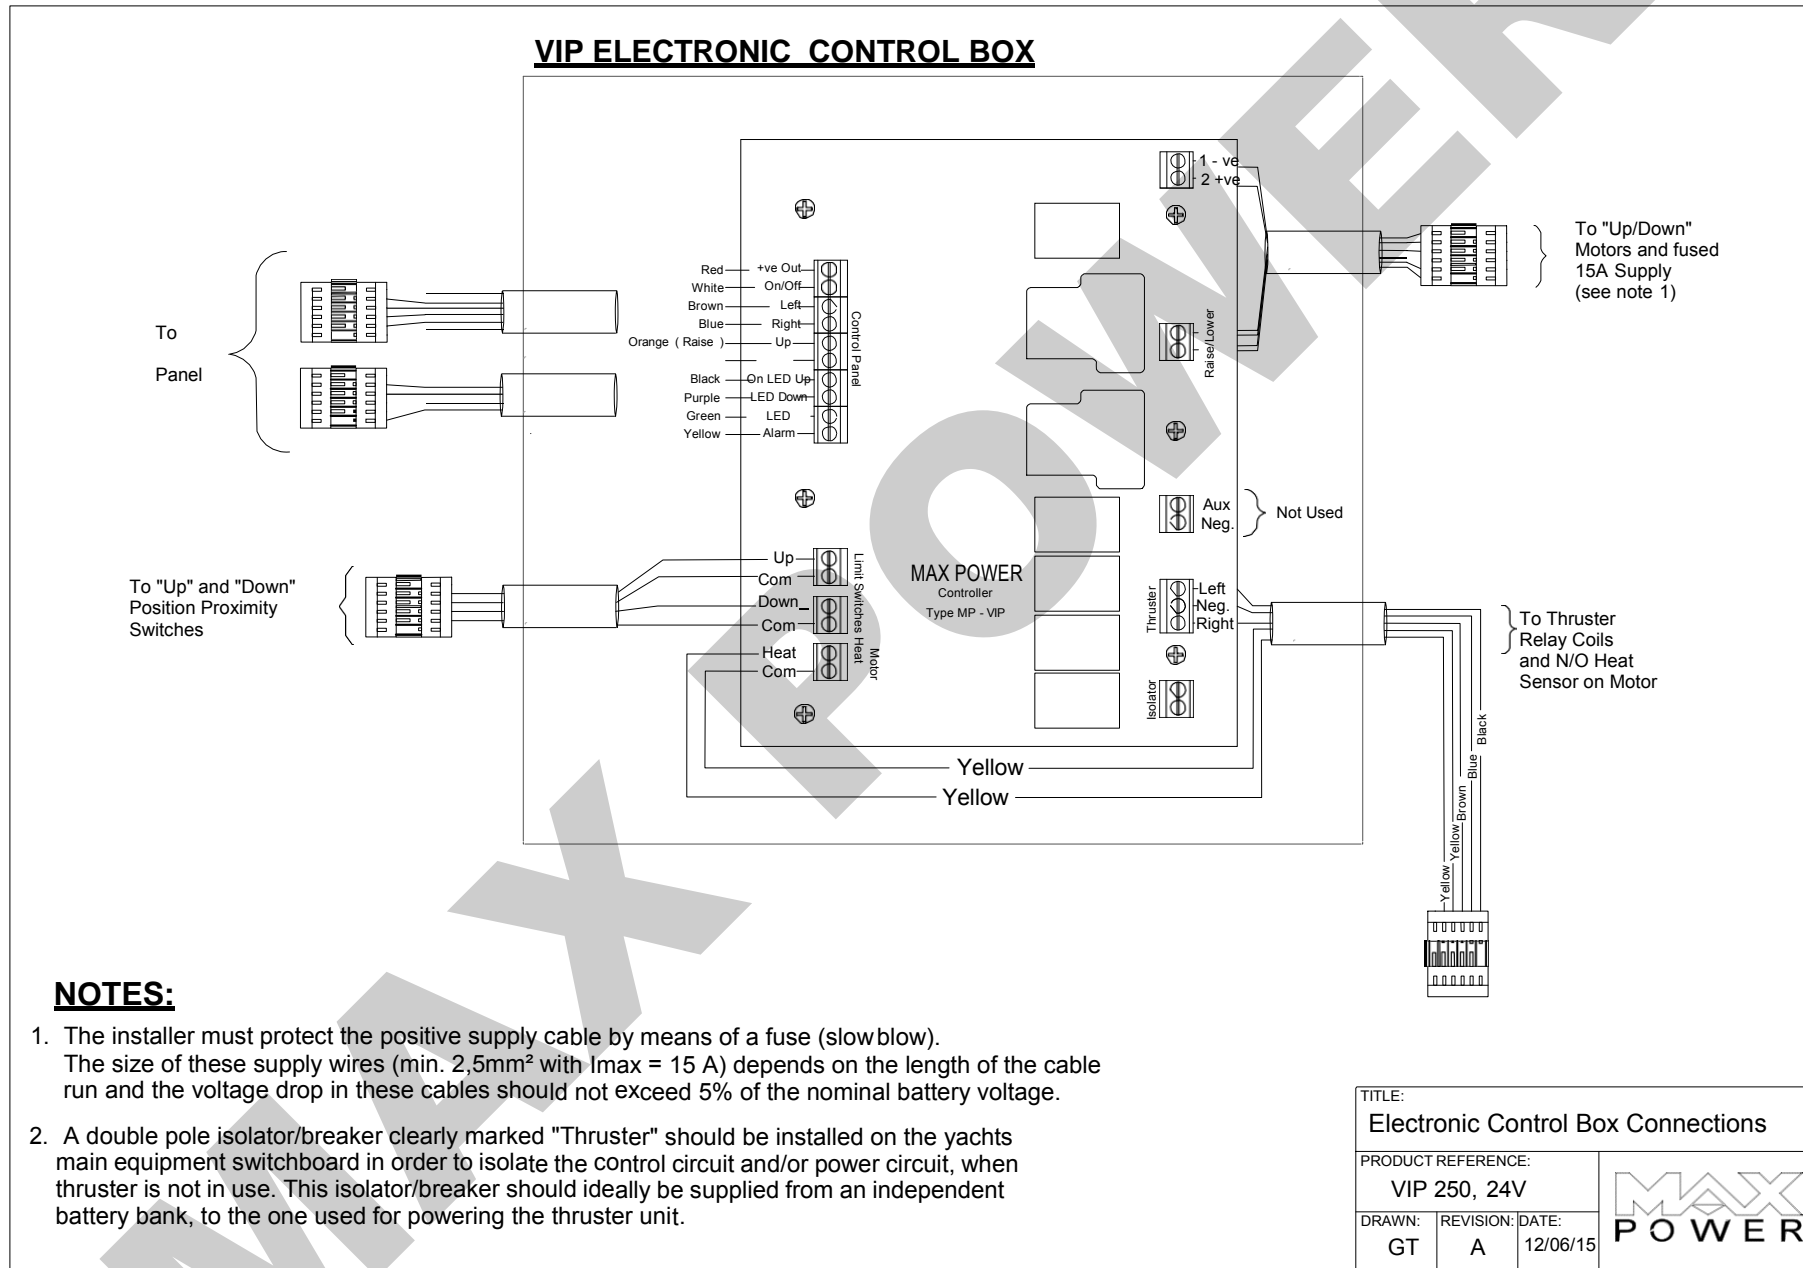 VIP ELECTRONIC CONTROL BOX
1 - ve
2 +ve
To "Up/Down"
Motors and fused
15A Supply
(see note 1)
To
Panel
Red +ve Out
White On/Off
Brown Left
Blue Right
Orange ( Raise ) Up
Black On LED Up
Purple LED Down
Green LED
Yellow Alarm
Control Panel
Raise/Lower
Aux
Neg.
Not Used
To "Up" and "Down"
Position Proximity
Switches
Up
Com
Down
Com
Heat
Com
Limit Switches Heat
Motor
MAX POWER
Controller
Type MP - VIP
Thruster
Left
Neg.
Right
Isolator
To Thruster
Relay Coils
and N/O Heat
Sensor on Motor
Yellow
Yellow
Yellow
Yellow
Brown
Blue
Black
NOTES:
1. The installer must protect the positive supply cable by means of a fuse (slow blow).
The size of these supply wires (min. 2,5mm² with Imax = 15 A) depends on the length of the cable
run and the voltage drop in these cables should not exceed 5% of the nominal battery voltage.
2. A double pole isolator/breaker clearly marked "Thruster" should be installed on the yachts
main equipment switchboard in order to isolate the control circuit and/or power circuit, when
thruster is not in use. This isolator/breaker should ideally be supplied from an independent
battery bank, to the one used for powering the thruster unit.
TITLE:
Electronic Control Box Connections
PRODUCT REFERENCE:
VIP 250, 24V
DRAWN: REVISION: DATE:
GT A 12/06/15
MAX
POWER
MAX POWER